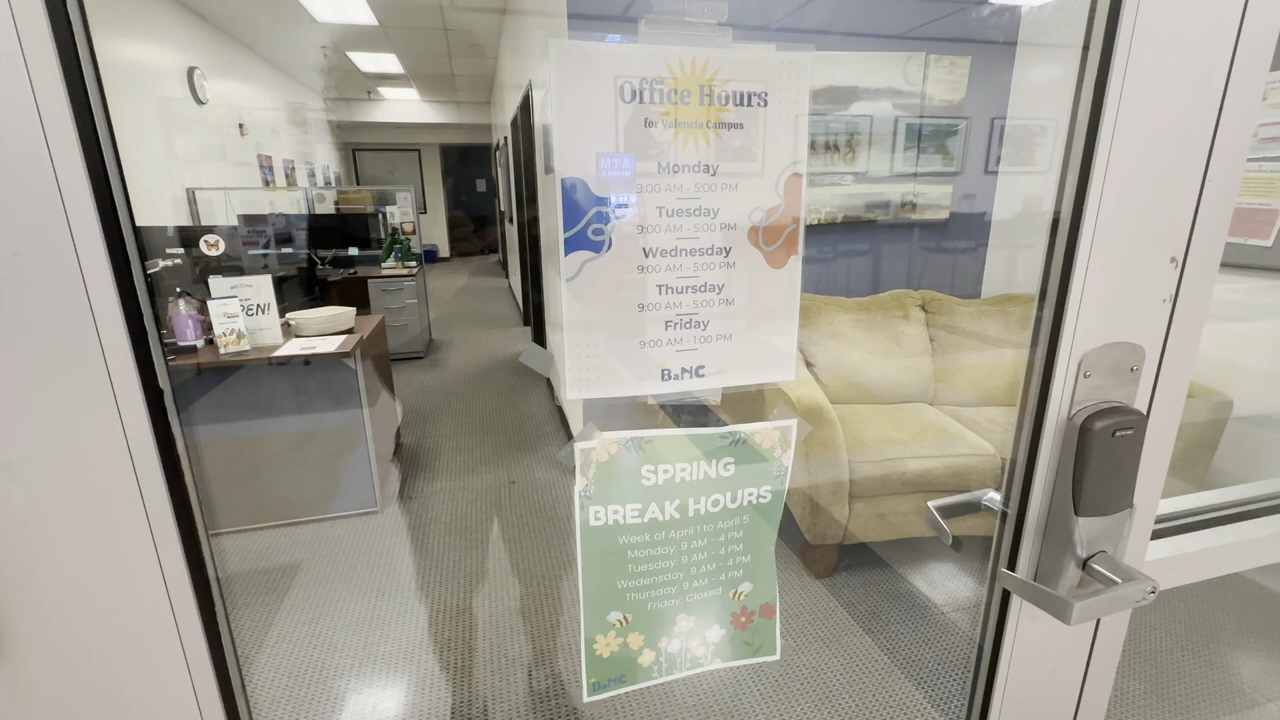 Office Hours
for Valencia Campus
MTA
Monday
9:00 AM - 5:00 PM
Tuesday
9:00 AM - 5:00 PM
Wednesday
9:00 AM - 5:00 PM
Thursday
9:00 AM - 5:00 PM
Friday
9:00 AM - 1:00 PM
BaNC
SPRING
BREAK HOURS
Week of April 1 to April 5
Monday: 9 AM - 4 PM
Tuesday: 9 AM - 4 PM
Wedensday: 9 AM - 4 PM
Thursday: 9 AM - 4 PM
Friday: Closed
BaNC
PEN!